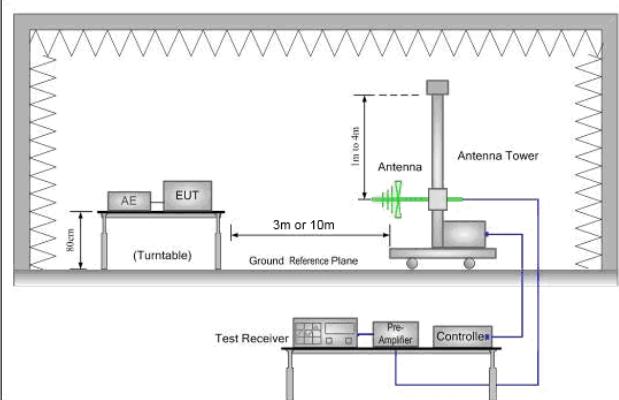 1m to 4m
Antenna Tower
Antenna
AE
EUT
80cm
(Turntable)
3m or 10m
Ground Reference Plane
Test Receiver
Pre-
Amplifier
Controller